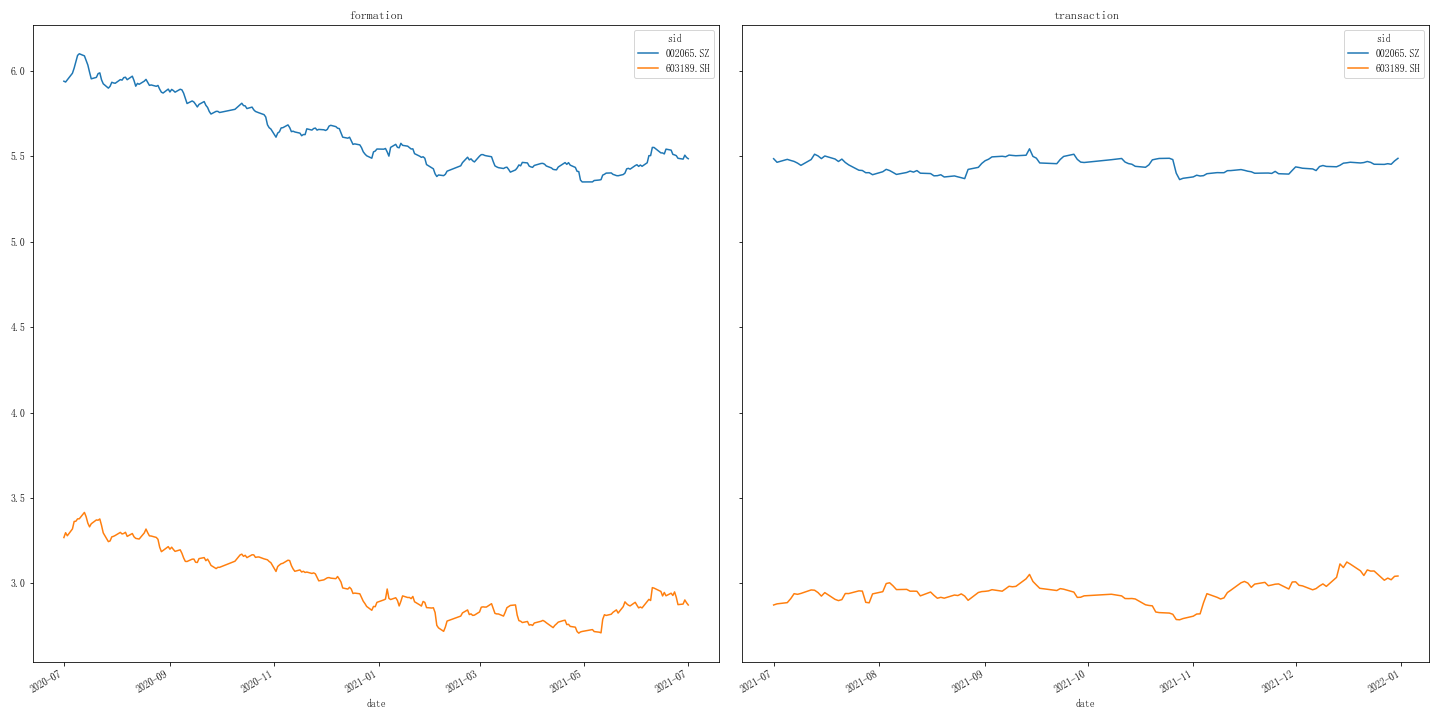 formation
sid
002065.SZ
603189.SH
6.0
5.5
5.0
4.5
4.0
3.5
3.0
2020-07
2020-09
2020-11
2021-01
2021-03
2021-05
2021-07
date
transaction
sid
002065.SZ
603189.SH
2021-07
2021-08
2021-09
2021-10
2021-11
2021-12
2022-01
date